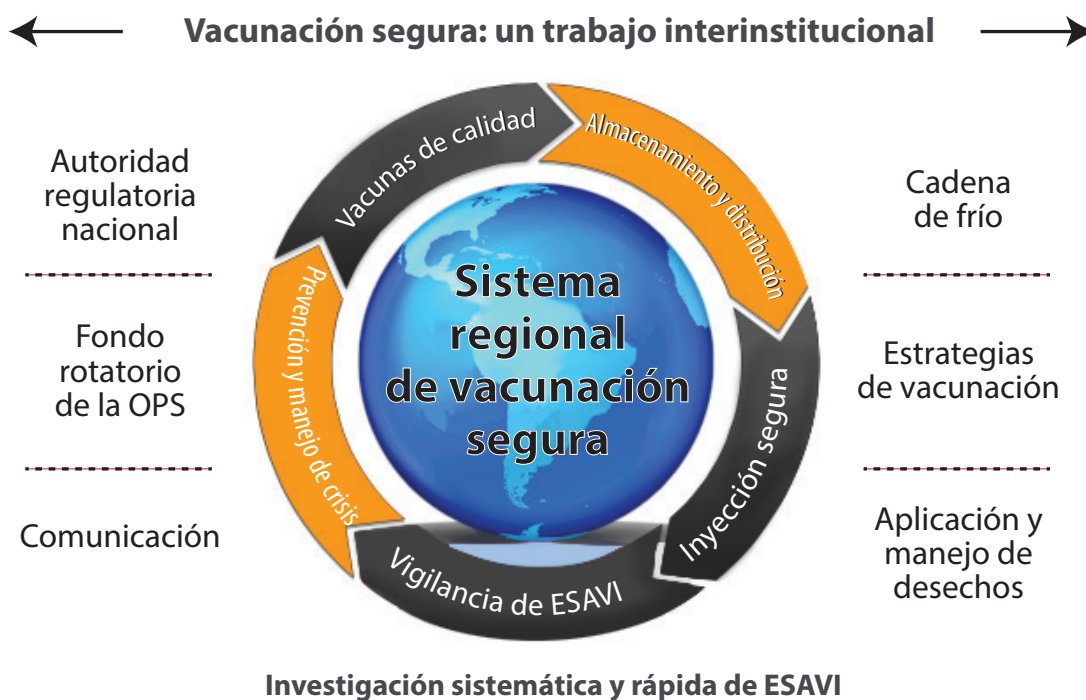 Vacunación segura: un trabajo interinstitucional
Autoridad
regulatoria
nacional
Fondo
rotatorio
de la OPS
Comunicación
Vacunas de calidad
Almacenamiento y distribución
Inyección segura
Vigilancia de ESAVI
Prevención y manejo de crisis
Sistema
regional
de vacunación
segura
Cadena
de frío
Estrategias
de vacunación
Aplicación y
manejo de
desechos
Investigación sistemática y rápida de ESAVI